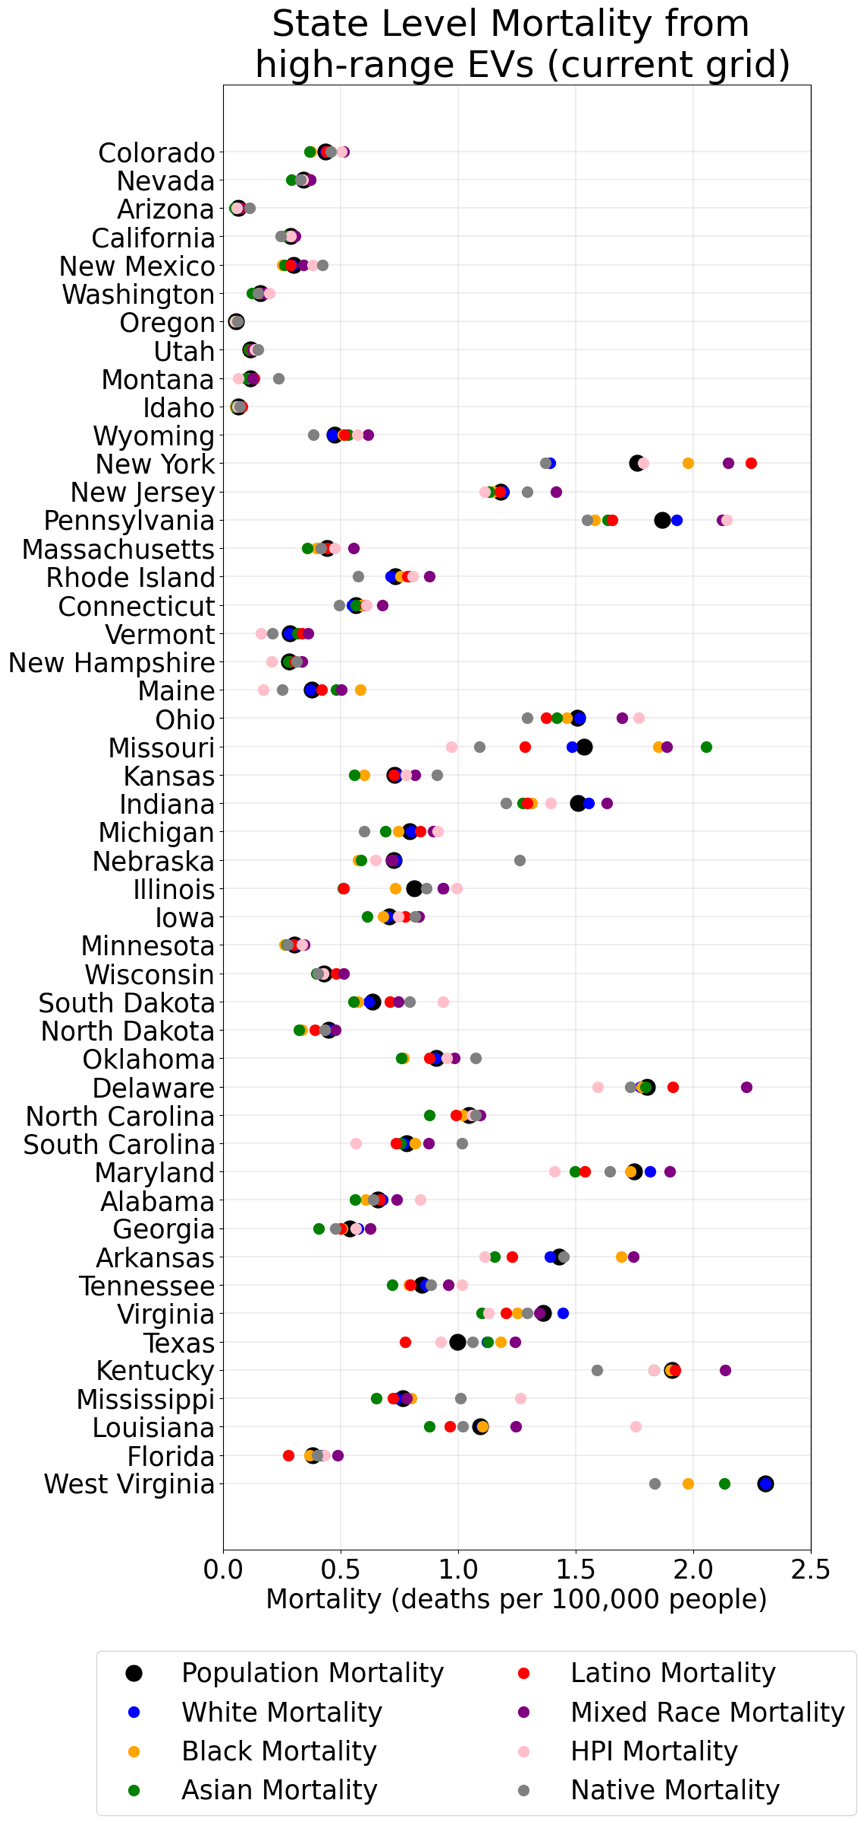 State Level Mortality from
high-range EVs (current grid)
Colorado
Nevada
Arizona
California
New Mexico
Washington
Oregon
Utah
Montana
Idaho
Wyoming
New York
New Jersey
Pennsylvania
Massachusetts
Rhode Island
Connecticut
Vermont
New Hampshire
Maine
Ohio
Missouri
Kansas
Indiana
Michigan
Nebraska
Illinois
Iowa
Minnesota
Wisconsin
South Dakota
North Dakota
Oklahoma
Delaware
North Carolina
South Carolina
Maryland
Alabama
Georgia
Arkansas
Tennessee
Virginia
Texas
Kentucky
Mississippi
Louisiana
Florida
West Virginia
0.0 0.5 1.0 1.5 2.0 2.5
Mortality (deaths per 100,000 people)
Population Mortality
White Mortality
Black Mortality
Asian Mortality
Latino Mortality
Mixed Race Mortality
HPI Mortality
Native Mortality